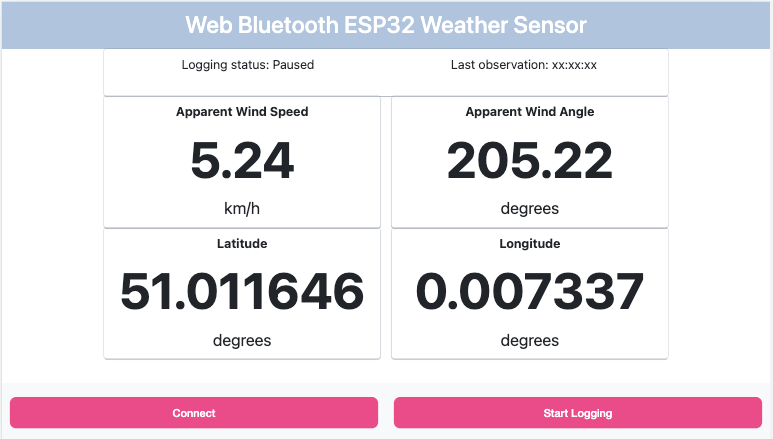 Web Bluetooth ESP32 Weather Sensor
Logging status: Paused
Last observation: xx:xx:xx
Apparent Wind Speed
5.24
km/h
Apparent Wind Angle
205.22
degrees
Latitude
51.011646
degrees
Longitude
0.007337
degrees
Connect
Start Logging